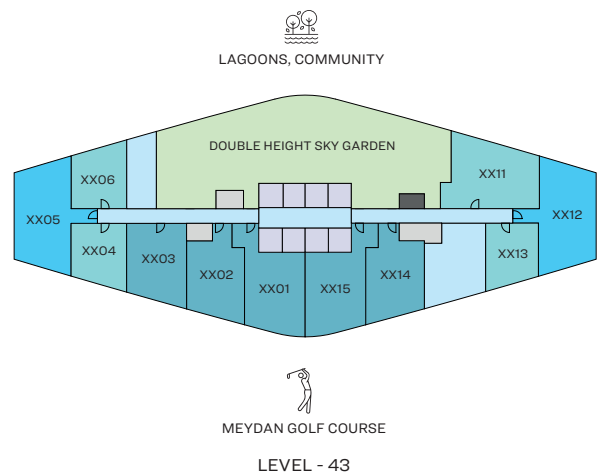 LAGOONS, COMMUNITY
DOUBLE HEIGHT SKY GARDEN
XX06
XX11
XX05
XX12
XX04
XX03
XX02
XX01
XX15
XX14
XX13
MEYDAN GOLF COURSE
LEVEL - 43